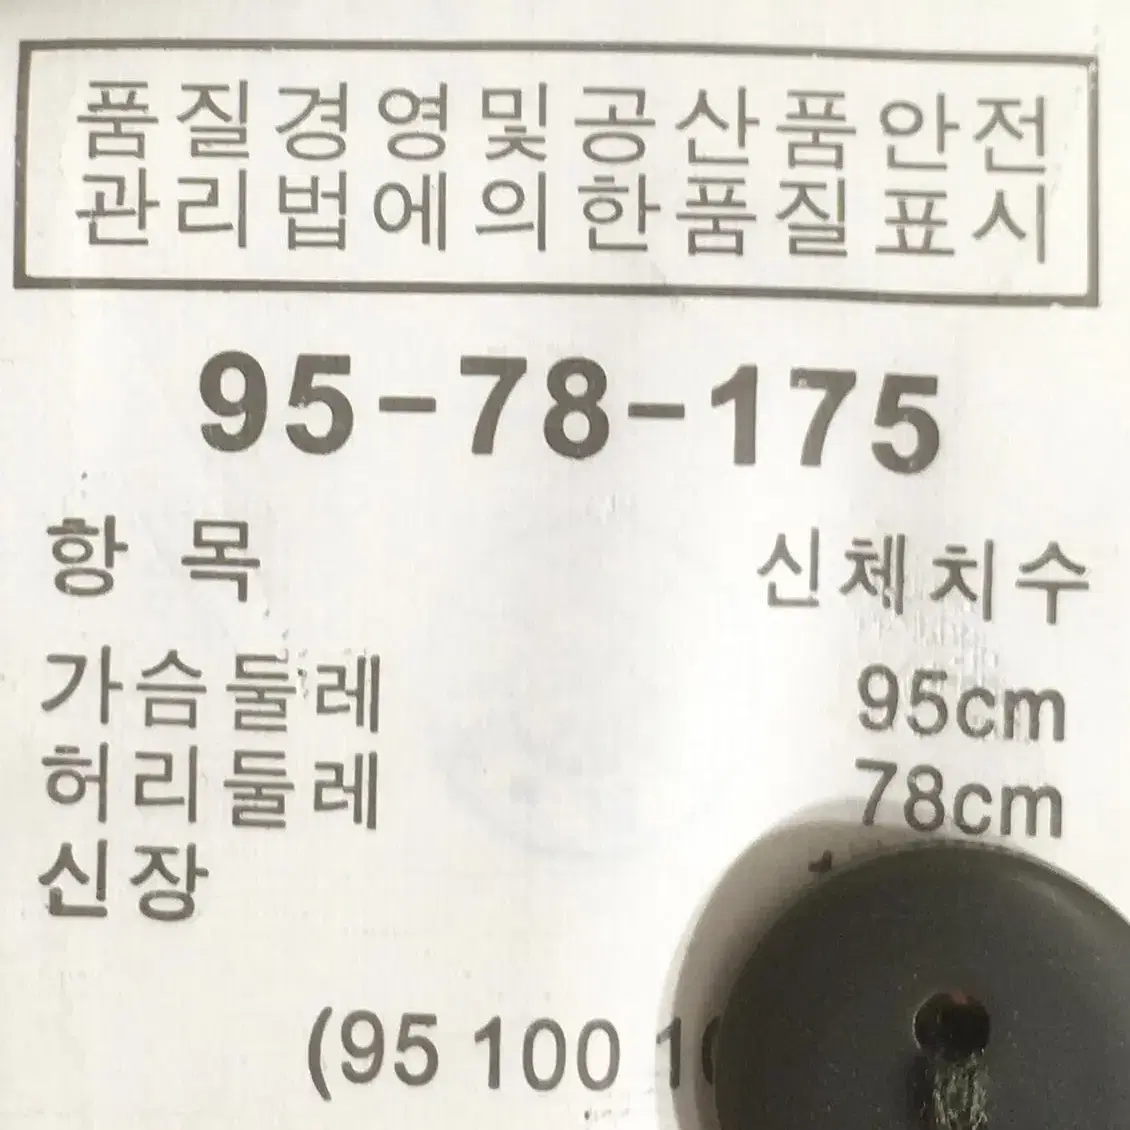 품질경영및공산품안전
관리법에의한품질표시
95-78-175
항 목 신체치수
가슴둘레 95cm
허리둘레 78cm
신장
(95 100